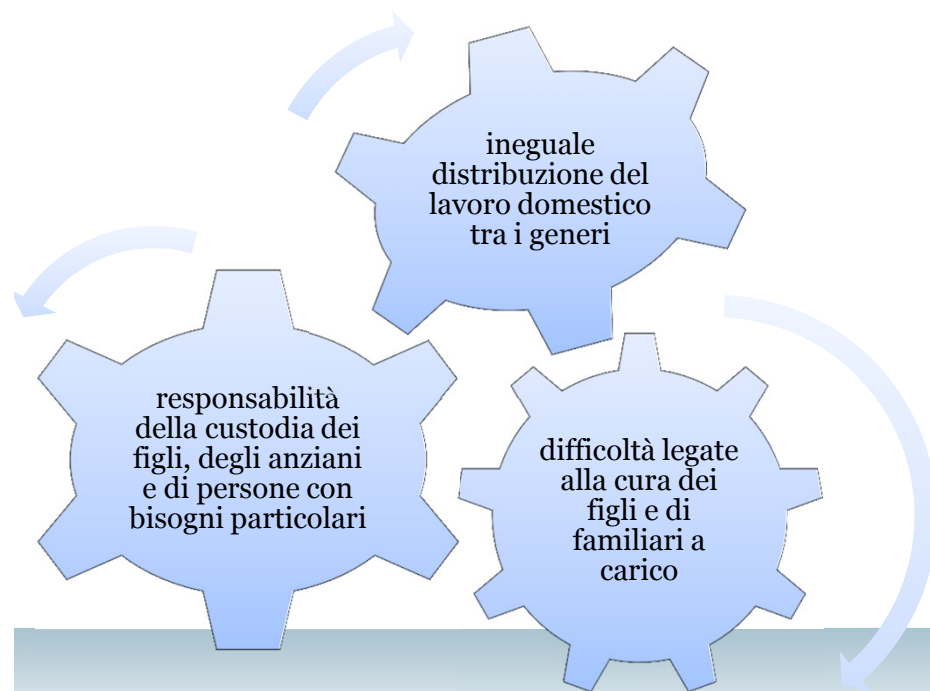 ineguale
distribuzione del
lavoro domestico
tra i generi
responsabilità
della custodia dei
figli, degli anziani
e di persone con
bisogni particolari
difficoltà legate
alla cura dei
figli e di
familiari a
carico